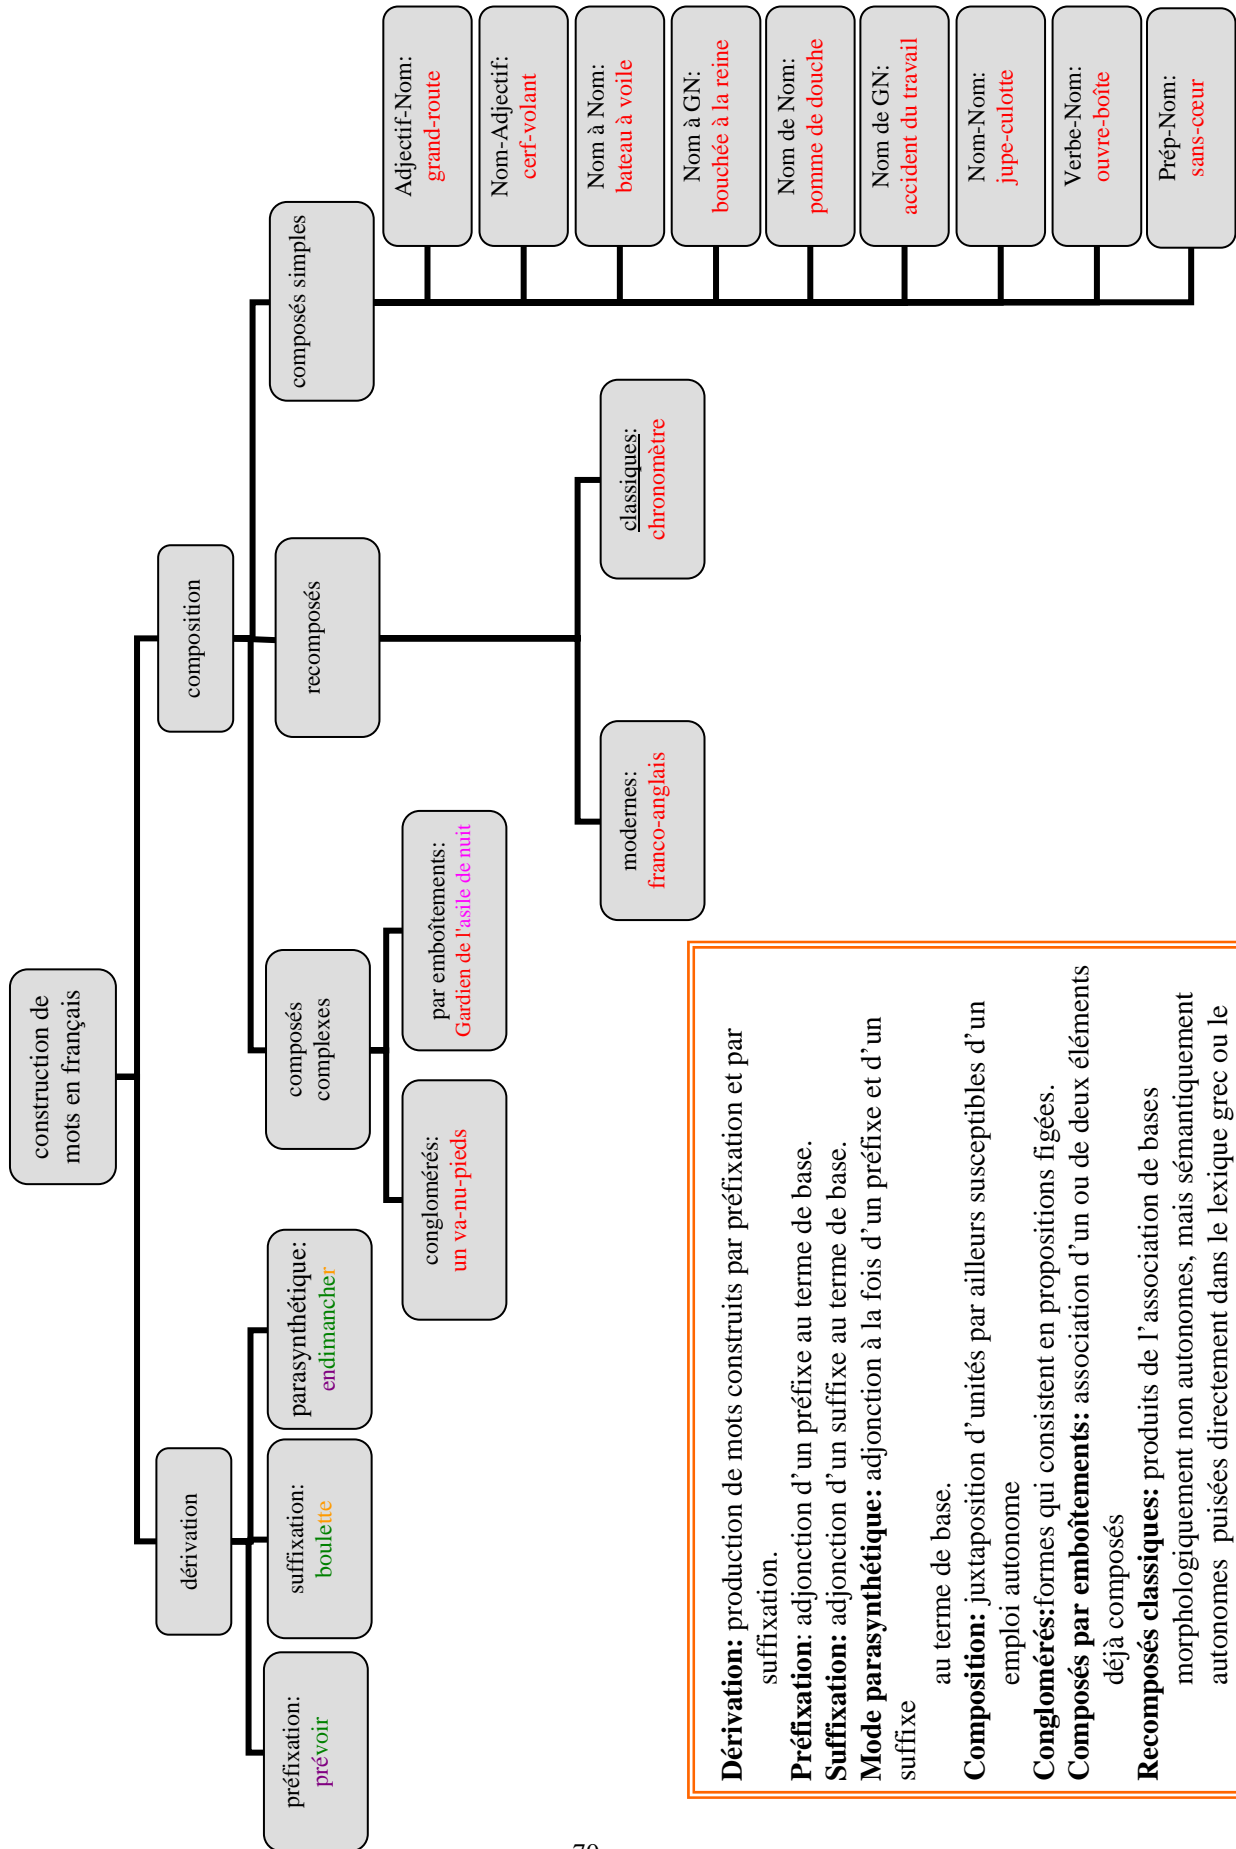 construction de
mots en français
dérivation
composition
préfixation:
prévoir
suffixation:
boulette
parasynthétique:
endimancher
composés
complexes
recomposés
composés simples
conglomérés:
un va-nu-pieds
par emboîtements:
Gardien de l'asile de nuit
modernes:
franco-anglais
classiques:
chronomètre
Adjectif-Nom:
grand-route
Nom-Adjectif:
cerf-volant
Nom à Nom:
bateau à voile
Nom à GN:
bouchée à la reine
Nom de Nom:
pomme de douche
Nom de GN:
accident du travail
Nom-Nom:
jupe-culotte
Verbe-Nom:
ouvre-boîte
Prép-Nom:
sans-cœur
Dérivation: production de mots construits par préfixation et par
suffixation.
Préfixation: adjonction d’un préfixe au terme de base.
Suffixation: adjonction d’un suffixe au terme de base.
Mode parasynthétique: adjonction à la fois d’un préfixe et d’un
suffixe
au terme de base.
Composition: juxtaposition d’unités par ailleurs susceptibles d’un
emploi autonome
Conglomérés:formes qui consistent en propositions figées.
Composés par emboîtements: association d’un ou de deux éléments
déjà composés
Recomposés classiques: produits de l’association de bases
morphologiquement non autonomes, mais sémantiquement
autonomes puisées directement dans le lexique grec ou le